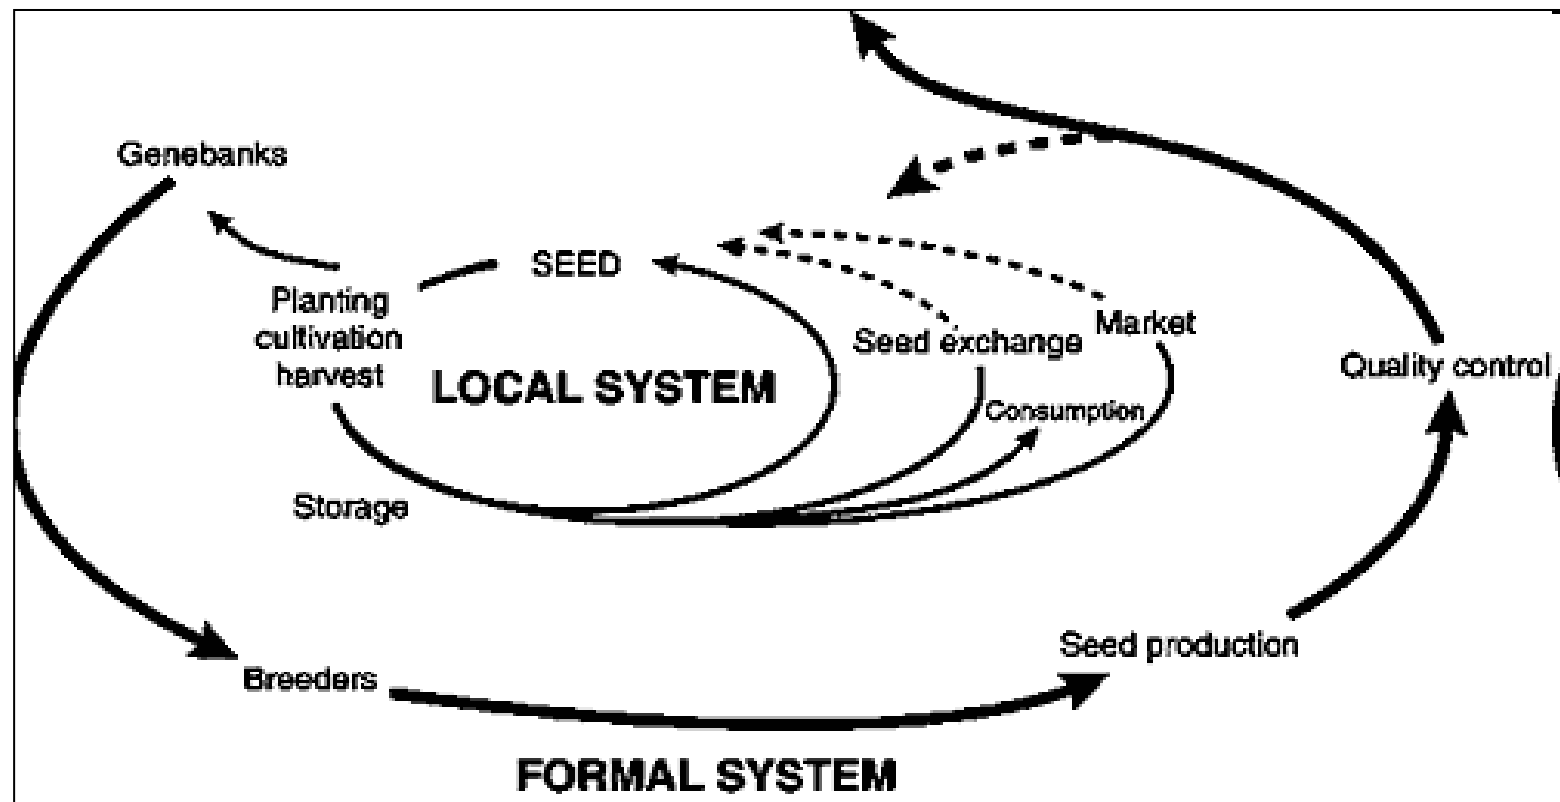 Genebanks
SEED
Planting
cultivation
harvest
Market
Seed exchange
Quality control
LOCAL SYSTEM
Consumption
Storage
Seed production
Breeders
FORMAL SYSTEM